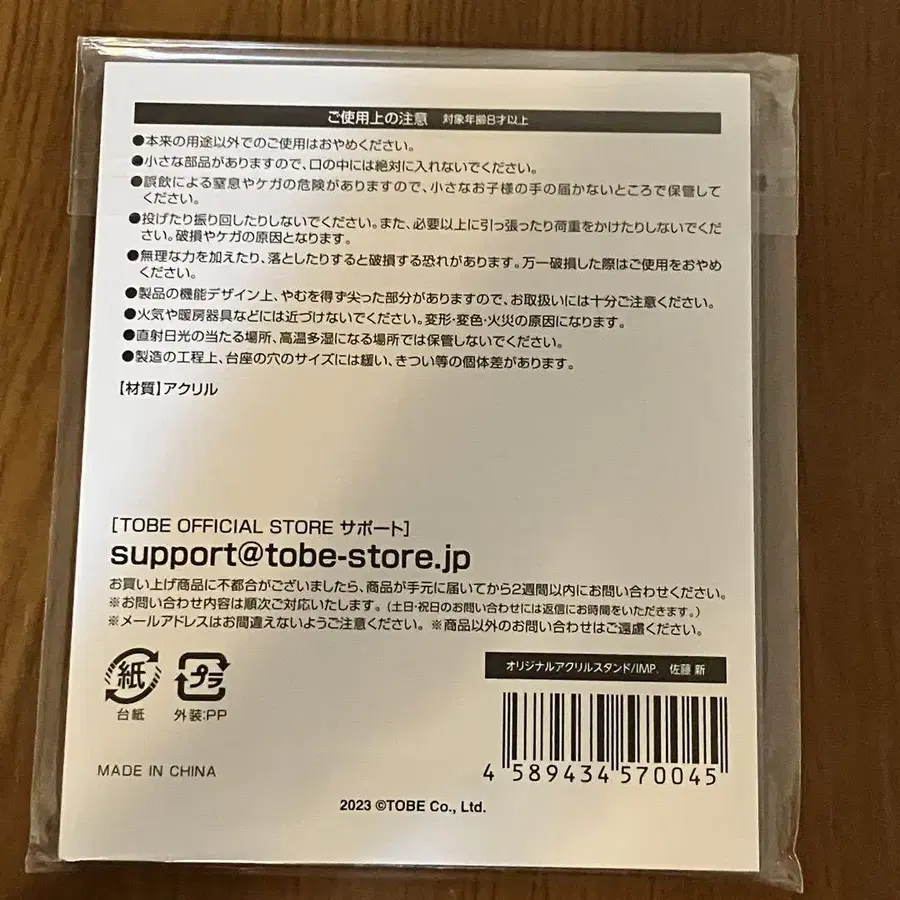 ご使用上の注意 対象年齢8才以上
●本来の用途以外でのご使用はおやめください。
●小さな部品がありますので、口の中には絶対に入れないでください。
●誤飲による窒息やケガの危険がありますので、小さなお子様の手の届かないところで保管して
ください。
●投げたり振り回したりしないでください。また、必要以上に引っ張ったり荷重をかけたりしないでくだ
さい。破損やケガの原因となります。
●無理な力を加えたり、落としたりすると破損する恐れがあります。万一破損した際はご使用をおやめ
ください。
●製品の機能デザイン上、やむを得ず尖った部分がありますので、お取扱いには十分ご注意ください。
●火気や暖房器具などには近づけないでください。変形・変色・火災の原因になります。
●直射日光の当たる場所、高温多湿になる場所では保管しないでください。
●製造の工程上、台座の穴のサイズには緩い、きつい等の個体差があります。
【材質】アクリル
[TOBE OFFICIAL STORE サポート]
support@tobe-store.jp
お買い上げ商品に不都合がございましたら、商品が手元に届いてから2週間以内にお問い合わせください。
※お問い合わせ内容は順次ご対応いたします。(土日・祝日のお問い合わせには返信にお時間をいただきます。)
※メールアドレスはお間違えないようご注意ください。 ※商品以外のお問い合わせはご遠慮ください。
紙 プラ
台紙 外装:PP
オリジナルアクリルスタンド/IMP. 佐藤 新
4 589434 570045
MADE IN CHINA
2023 ©TOBE Co., Ltd.